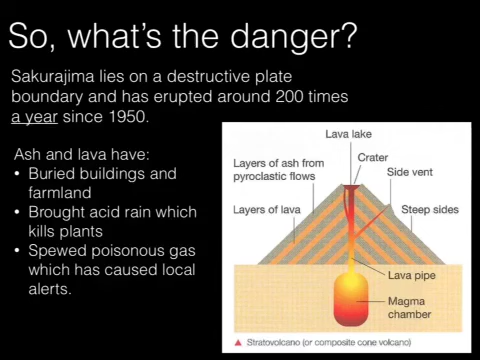 So, what's the danger?
Sakurajima lies on a destructive plate
boundary and has erupted around 200 times
a year since 1950.
Ash and lava have:
• Buried buildings and
farmland
• Brought acid rain which
kills plants
• Spewed poisonous gas
which has caused local
alerts.
Lava lake
Crater
Layers of ash from
pyroclastic flows
Side vent
Layers of lava
Steep sides
Lava pipe
Magma
chamber
▲ Stratovolcano (or composite cone volcano)